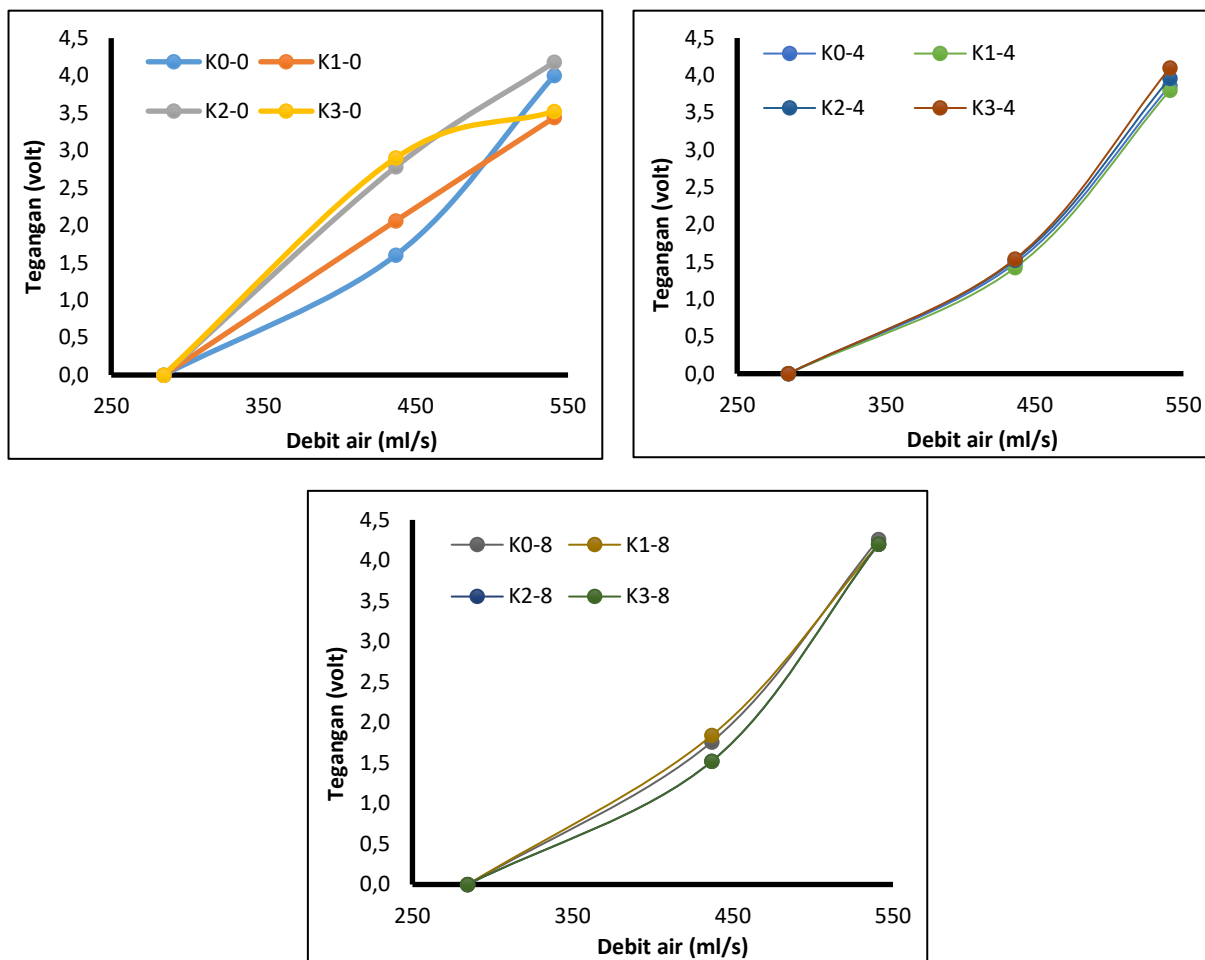 4,5
4,0
3,5
3,0
2,5
2,0
1,5
1,0
0,5
0,0
Tegangan (volt)
K0-0 K1-0
K2-0 K3-0
250 350 450 550
Debit air (ml/s)
4,5
4,0
3,5
3,0
2,5
2,0
1,5
1,0
0,5
0,0
Tegangan (volt)
K0-4 K1-4
K2-4 K3-4
250 350 450 550
Debit air (ml/s)
4,5
4,0
3,5
3,0
2,5
2,0
1,5
1,0
0,5
0,0
Tegangan (volt)
K0-8 K1-8
K2-8 K3-8
250 350 450 550
Debit air (ml/s)